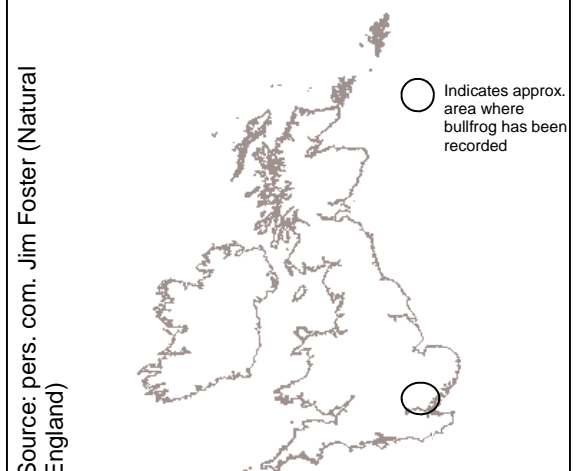 Source: pers. com. Jim Foster (Natural
England)
Indicates approx.
area where
bullfrog has been
recorded